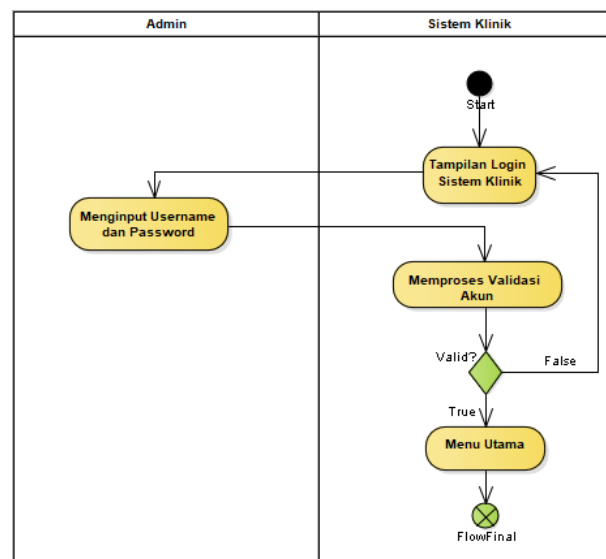 Admin
Sistem Klinik
Start
Tampilan Login
Sistem Klinik
Menginput Username
dan Password
Memproses Validasi
Akun
Valid?
False
True
Menu Utama
FlowFinal